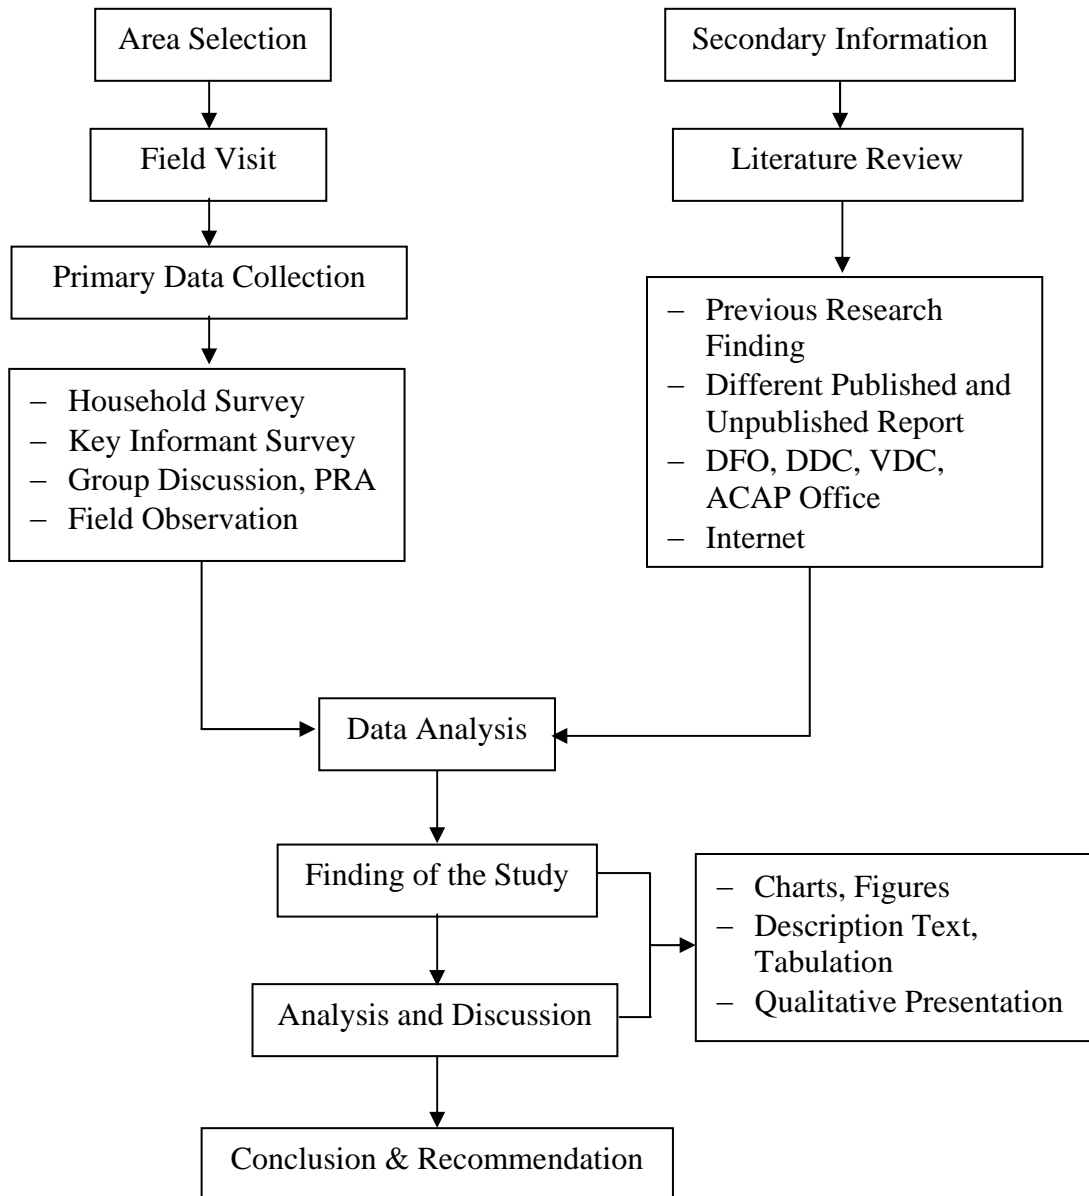 Area Selection
Secondary Information
Field Visit
Literature Review
Primary Data Collection
– Household Survey
– Key Informant Survey
– Group Discussion, PRA
– Field Observation
– Previous Research
Finding
– Different Published and
Unpublished Report
– DFO, DDC, VDC,
ACAP Office
– Internet
Data Analysis
Finding of the Study
– Charts, Figures
– Description Text,
Tabulation
– Qualitative Presentation
Analysis and Discussion
Conclusion & Recommendation